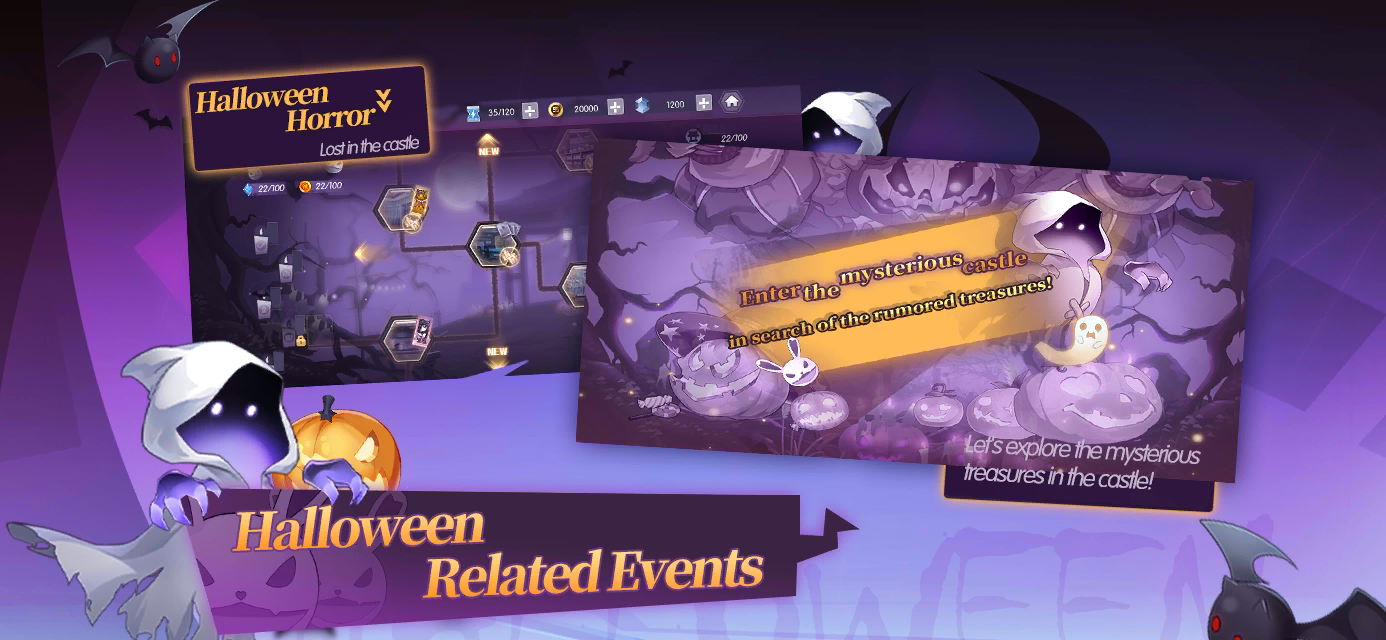 Halloween
Horror
Lost in the castle
35/120
20000
1200
22/100
22/100
22/100
NEW
NEW
Enter the mysterious castle
in search of the rumored treasures!
Let's explore the mysterious
treasures in the castle!
Halloween
Related Events
HALLOWEEN